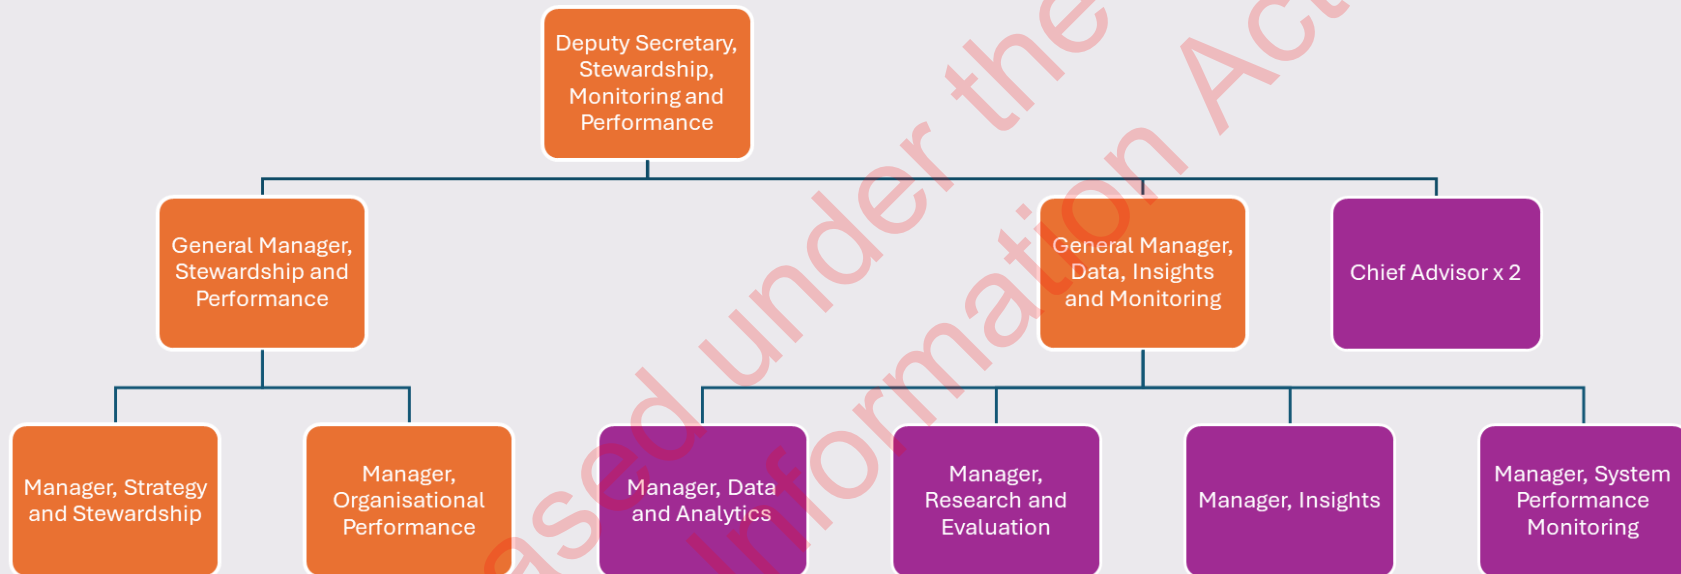 Deputy Secretary,
Stewardship,
Monitoring and
Performance
General Manager,
Stewardship and
Performance
General Manager,
Data, Insights
and Monitoring
Chief Advisor x 2
Manager, Strategy
and Stewardship
Manager,
Organisational
Performance
Manager, Data
and Analytics
Manager,
Research and
Evaluation
Manager, Insights
Manager, System
Performance
Monitoring
ased under the
Information Act